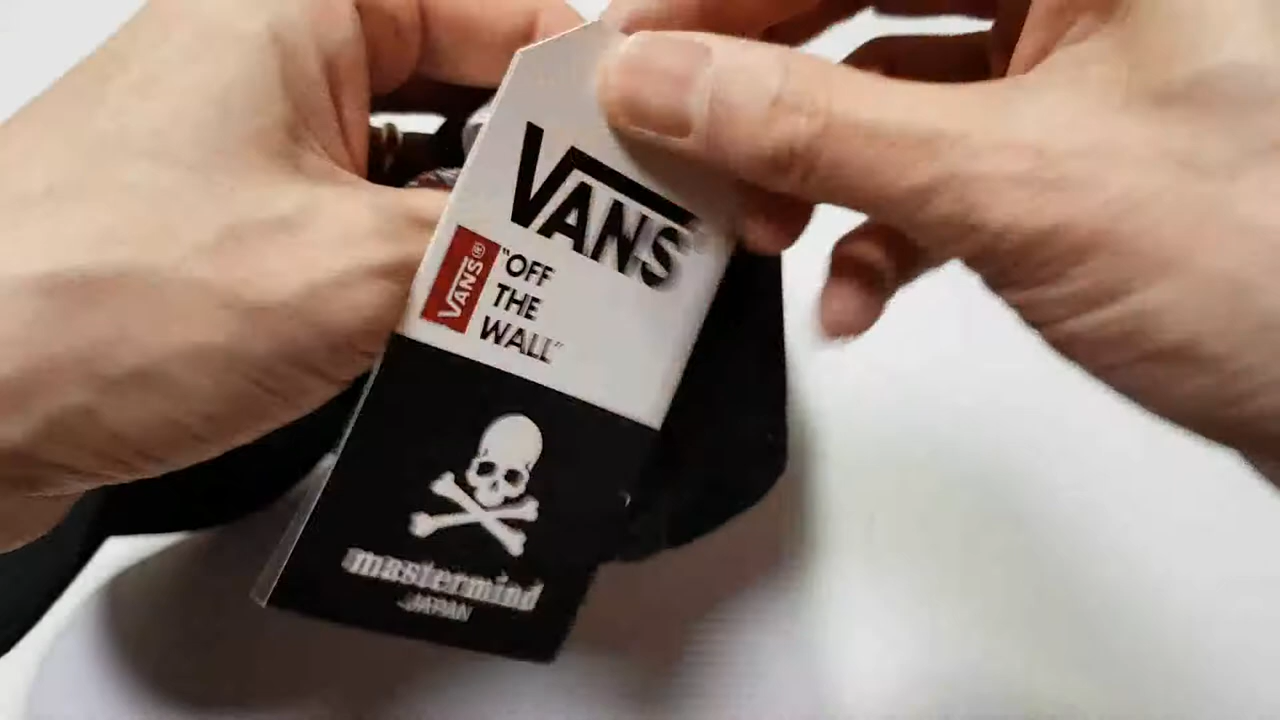 VANS
VANS®
"OFF
THE
WALL"
mastermind
JAPAN